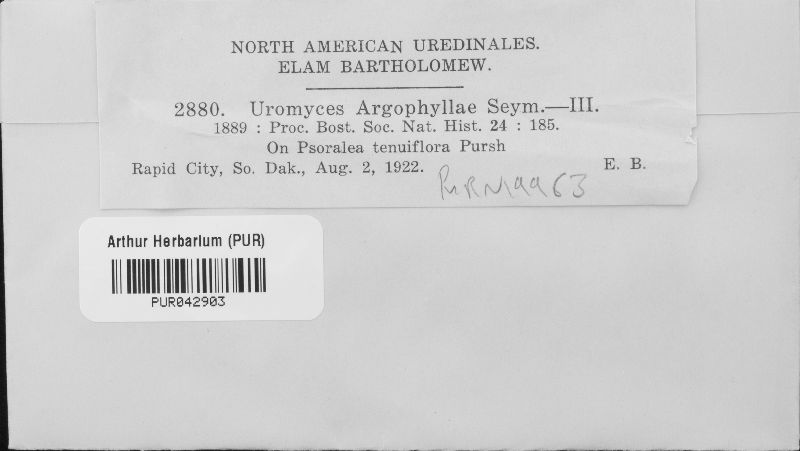 NORTH AMERICAN UREDINALES.
ELAM BARTHOLOMEW.
2880. Uromyces Argophyllae Seym.—III.
1889 : Proc. Bost. Soc. Nat. Hist. 24 : 185.
On Psoralea tenuiflora Pursh
Rapid City, So. Dak., Aug. 2, 1922. E. B.
Arthur Herbarium (PUR)
PUR042903